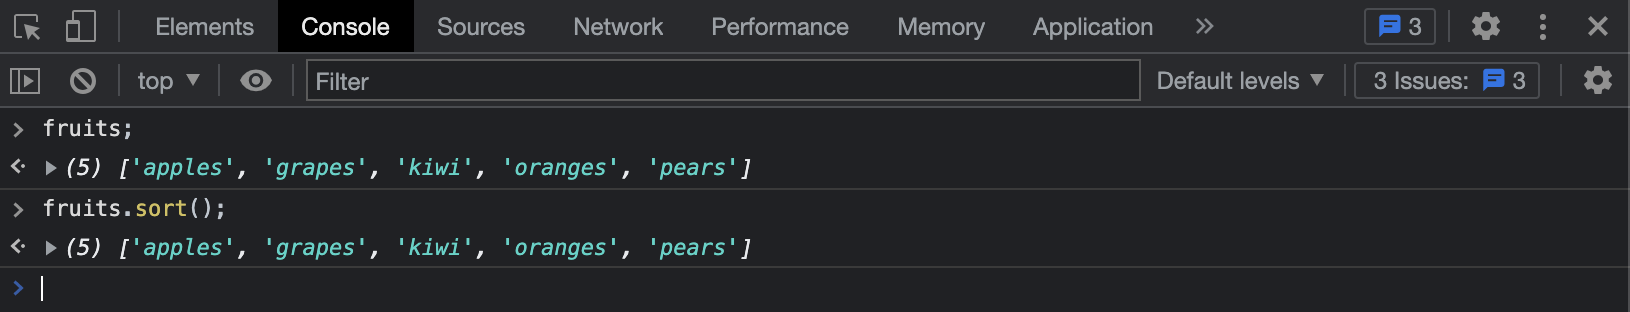 Elements Console Sources Network Performance Memory Application » 3
top ▼ Filter Default levels ▼ 3 Issues: 3
> fruits;
(5) ['apples', 'grapes', 'kiwi', 'oranges', 'pears']
> fruits.sort();
(5) ['apples', 'grapes', 'kiwi', 'oranges', 'pears']
>